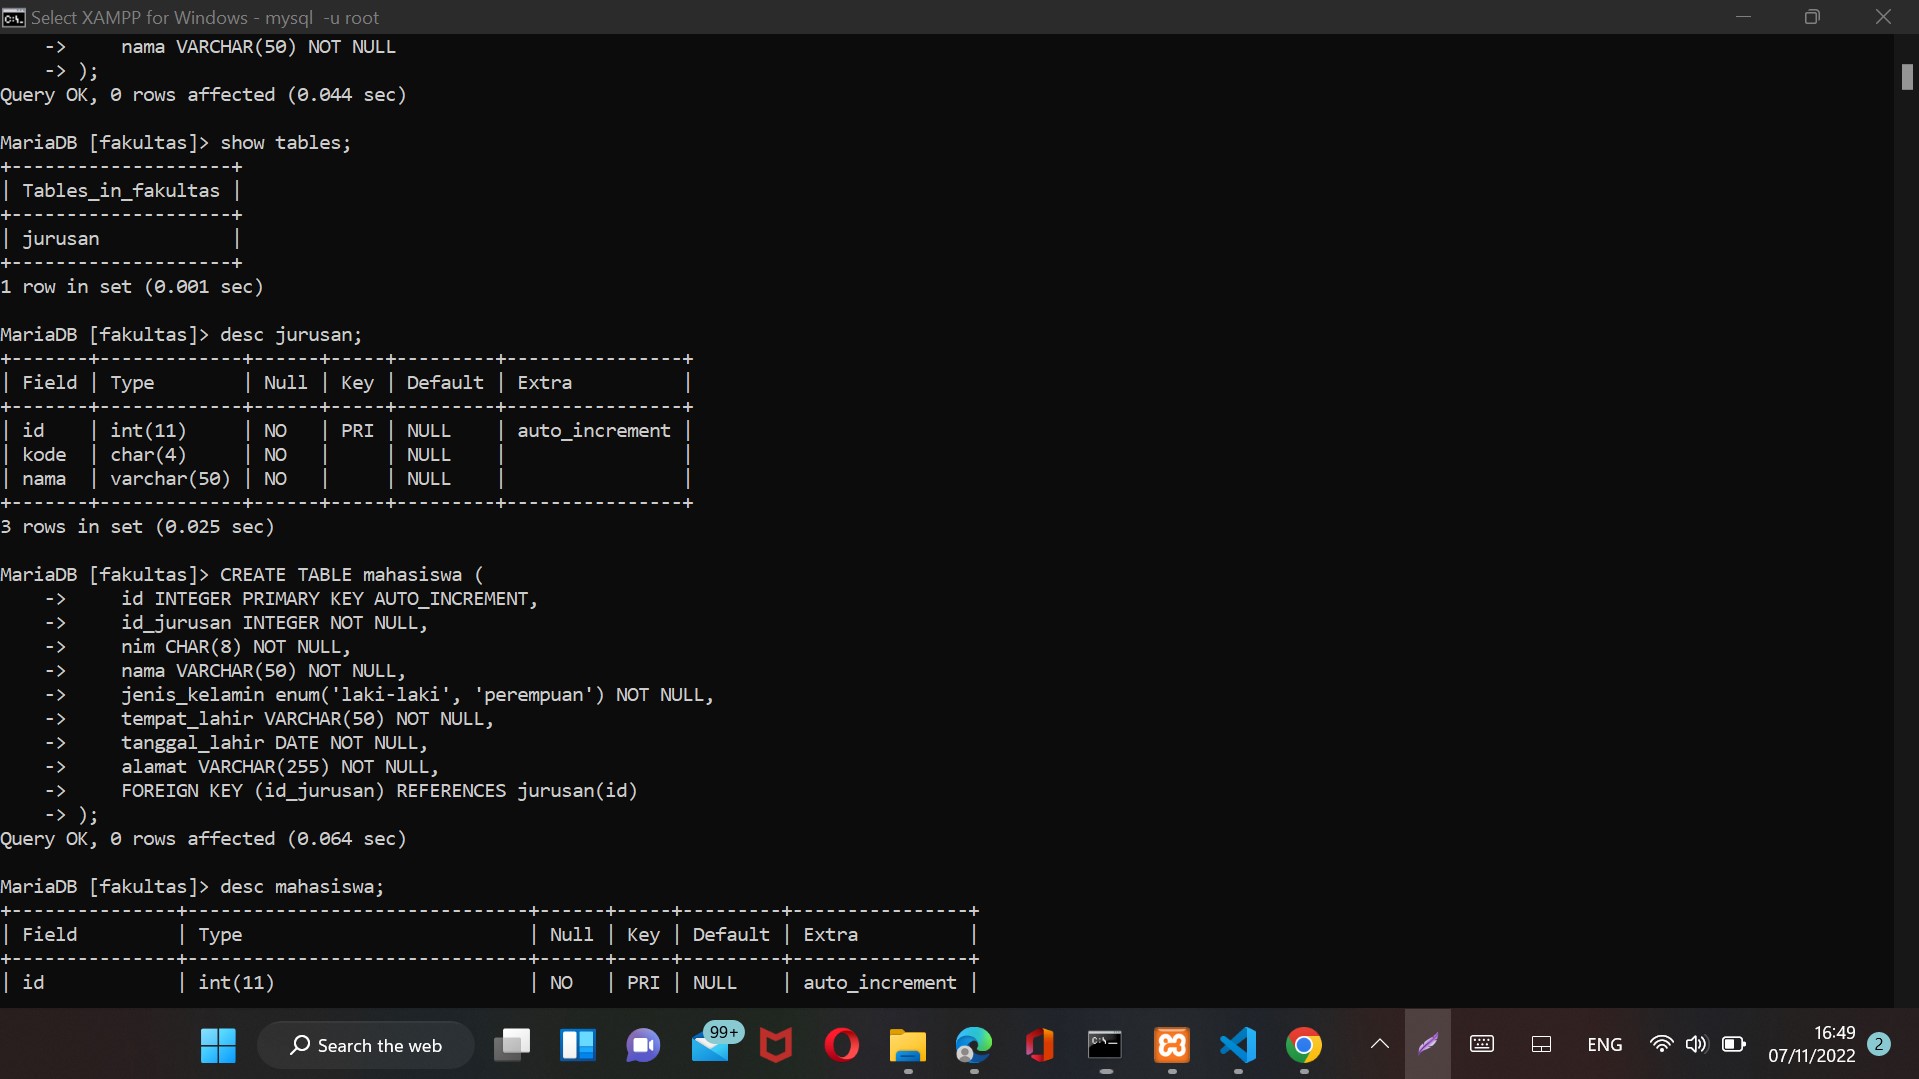 Select XAMPP for Windows - mysql  -u root
    ->     nama VARCHAR(50) NOT NULL
    -> );
Query OK, 0 rows affected (0.044 sec)

MariaDB [fakultas]> show tables;
+--------------------+
| Tables_in_fakultas |
+--------------------+
| jurusan            |
+--------------------+
1 row in set (0.001 sec)

MariaDB [fakultas]> desc jurusan;
+-------+-------------+------+-----+---------+----------------+
| Field | Type        | Null | Key | Default | Extra          |
+-------+-------------+------+-----+---------+----------------+
| id    | int(11)     | NO   | PRI | NULL    | auto_increment |
| kode  | char(4)     | NO   |     | NULL    |                |
| nama  | varchar(50) | NO   |     | NULL    |                |
+-------+-------------+------+-----+---------+----------------+
3 rows in set (0.025 sec)

MariaDB [fakultas]> CREATE TABLE mahasiswa (
    ->     id INTEGER PRIMARY KEY AUTO_INCREMENT,
    ->     id_jurusan INTEGER NOT NULL,
    ->     nim CHAR(8) NOT NULL,
    ->     nama VARCHAR(50) NOT NULL,
    ->     jenis_kelamin enum('laki-laki', 'perempuan') NOT NULL,
    ->     tempat_lahir VARCHAR(50) NOT NULL,
    ->     tanggal_lahir DATE NOT NULL,
    ->     alamat VARCHAR(255) NOT NULL,
    ->     FOREIGN KEY (id_jurusan) REFERENCES jurusan(id)
    -> );
Query OK, 0 rows affected (0.064 sec)

MariaDB [fakultas]> desc mahasiswa;
+---------------+-------------------------------+------+-----+---------+----------------+
| Field         | Type                          | Null | Key | Default | Extra          |
+---------------+-------------------------------+------+-----+---------+----------------+
| id            | int(11)                       | NO   | PRI | NULL    | auto_increment |
Search the web
99+
ENG
16:49
07/11/2022
2